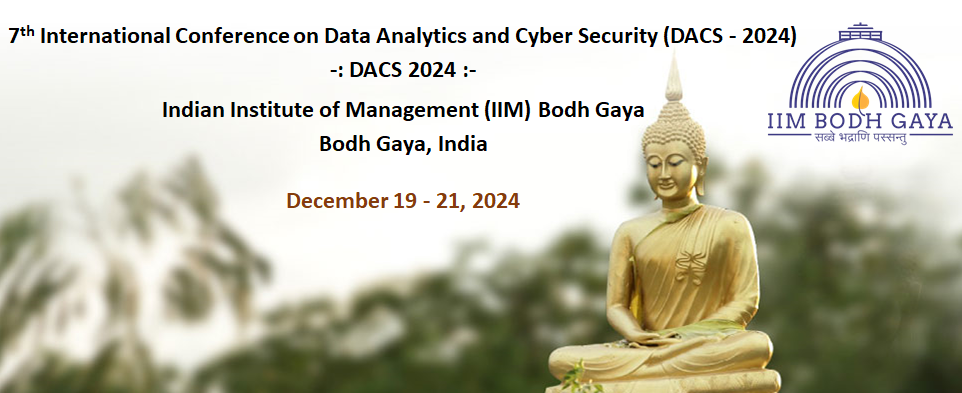 7th International Conference on Data Analytics and Cyber Security (DACS - 2024)
-: DACS 2024 :-
Indian Institute of Management (IIM) Bodh Gaya
Bodh Gaya, India
December 19 - 21, 2024
IIM BODH GAYA
सब्बे भद्राणि पस्सन्तु